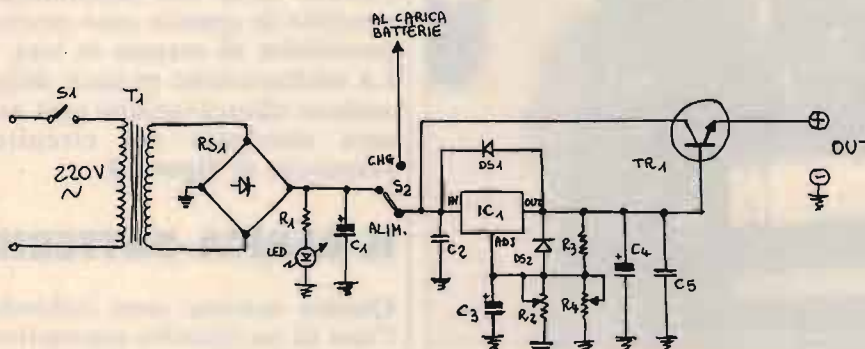 AL CARICA
BATTERIE
S1
T1
220V
~
RS1
R1
LED
C1
CHG
S2
ALIM.
C2
DS1
IN
IC1
OUT
ADJ
DS2
C3
R2
R3
R4
C4
C5
TR1
+
OUT
-